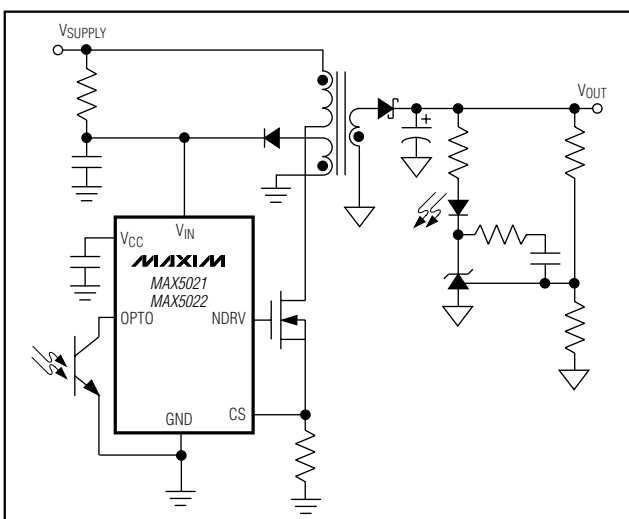 VSUPPLY
VOUT
VCC
VIN
MAXIM
MAX5021
MAX5022
OPTO
NDRV
CS
GND
+